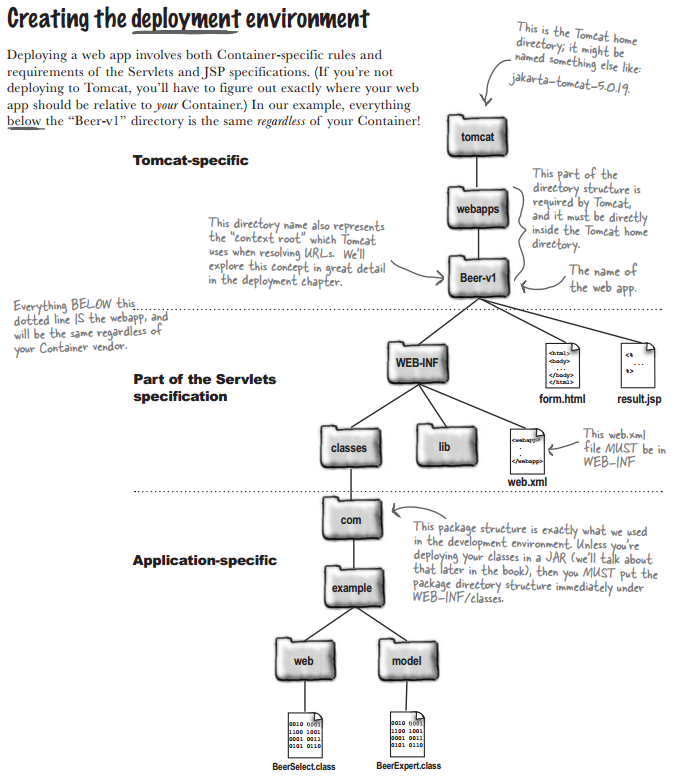 Creating the deployment environment
Deploying a web app involves both Container-specific rules and
requirements of the Servlets and JSP specifications. (If you're not
deploying to Tomcat, you'll have to figure out exactly where your web
app should be relative to your Container.) In our example, everything
below the "Beer-v1" directory is the same regardless of your Container!
This is the Tomcat home
directory; it might be
named something else like:
jakarta-tomcat-5.0.19.
tomcat
Tomcat-specific
webapps
This part of the
directory structure is
required by Tomcat,
and it must be directly
inside the Tomcat home
directory.
This directory name also represents
the "context root" which Tomcat
uses when resolving URLs. We'll
explore this concept in great detail
in the deployment chapter.
Beer-v1
The name of
the web app.
Everything BELOW this
dotted line IS the webapp, and
will be the same regardless of
your Container vendor.
WEB-INF
<html>
<body>
...
</body>
</html>
form.html
<%
...
%>
result.jsp
Part of the Servlets
specification
classes
lib
<webapp>
.
.
</webapp>
web.xml
This web.xml
file MUST be in
WEB-INF
com
This package structure is exactly what we used
in the development environment. Unless you're
deploying your classes in a JAR (we'll talk about
that later in the book), then you MUST put the
package directory structure immediately under
WEB-INF/classes.
Application-specific
example
web
model
0010 0001
1100 1001
0001 0011
0101 0110
BeerSelect.class
0010 0001
1100 1001
0001 0011
0101 0110
BeerExpert.class